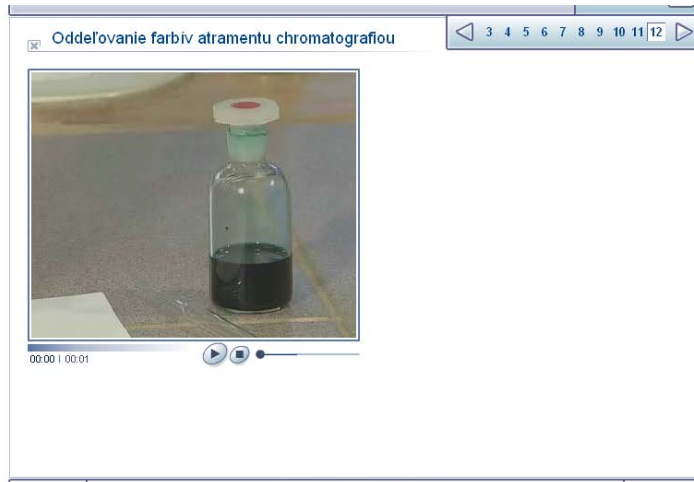 Oddeľovanie farbív atramentu chromatografiou
3 4 5 6 7 8 9 10 11 12
00:00 | 00:01